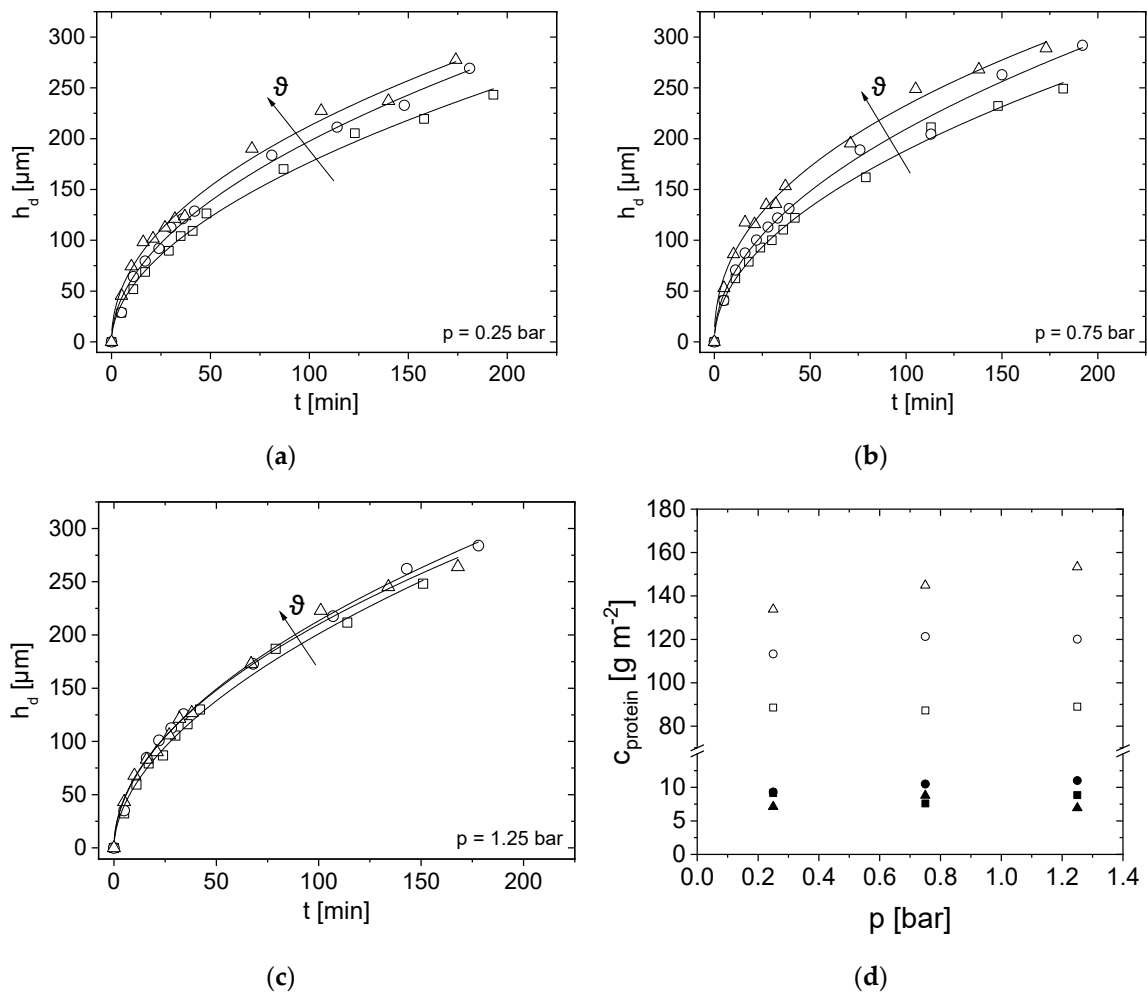 300
250
200
150
100
50
0
h_d [µm]
ϑ
p = 0.25 bar
0 50 100 150 200
t [min]
(a)
300
250
200
150
100
50
0
h_d [µm]
ϑ
p = 0.75 bar
0 50 100 150 200
t [min]
(b)
300
250
200
150
100
50
0
h_d [µm]
ϑ
p = 1.25 bar
0 50 100 150 200
t [min]
(c)
180
160
140
120
100
80
10
5
0
c_protein [g m⁻²]
0.0 0.2 0.4 0.6 0.8 1.0 1.2 1.4
p [bar]
(d)